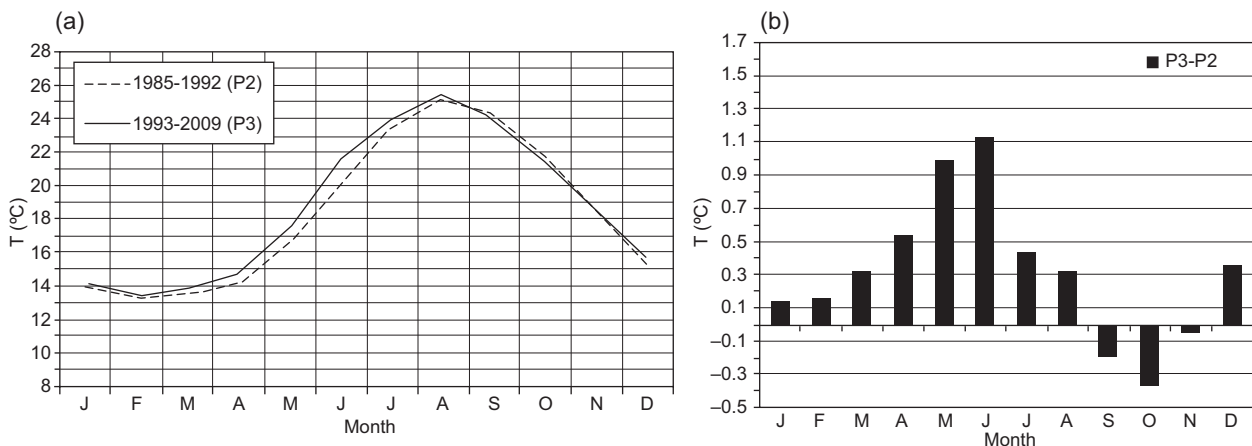 (a)
28
26
24
22
20
18
16
14
12
10
8
T (ºC)
1985-1992 (P2)
1993-2009 (P3)
J F M A M J J A S O N D
Month
(b)
1.7
1.5
1.3
1.1
0.9
0.7
0.5
0.3
0.1
–0.1
–0.3
–0.5
T (ºC)
P3-P2
J F M A M J J A S O N D
Month